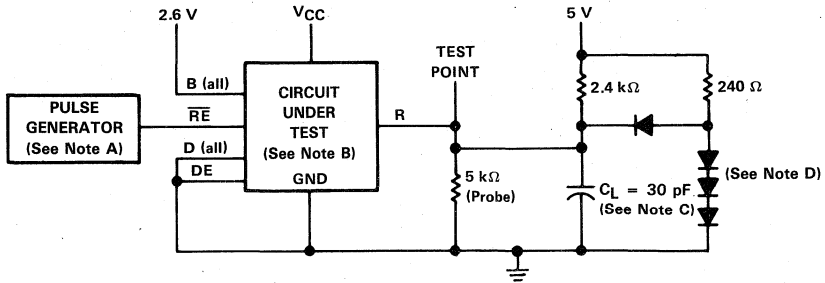 2.6 V
VCC
5 V
TEST
POINT
B (all)
CIRCUIT
UNDER
TEST
(See Note B)
GND
PULSE
GENERATOR
(See Note A)
RE
D (all)
DE
R
2.4 kΩ
240 Ω
5 kΩ
(Probe)
CL = 30 pF
(See Note C)
(See Note D)